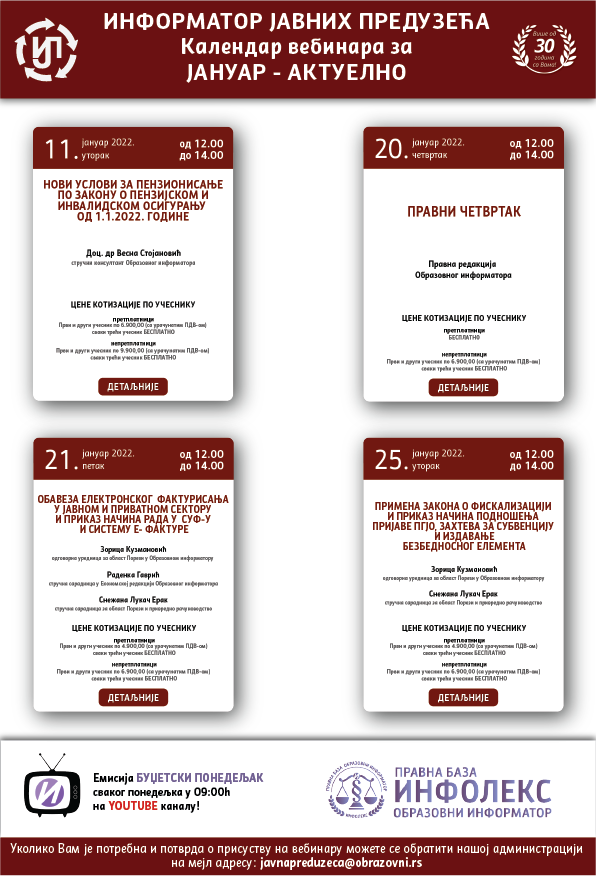 ИНФОРМАТОР ЈАВНИХ ПРЕДУЗЕЋА
Календар вебинара за
ЈАНУАР - АКТУЕЛНО
Више од
30
година
са Вама!
11. јануар 2022.
уторак
од 12.00
до 14.00
НОВИ УСЛОВИ ЗА ПЕНЗИОНИСАЊЕ
ПО ЗАКОНУ О ПЕНЗИЈСКОМ И
ИНВАЛИДСКОМ ОСИГУРАЊУ
ОД 1.1.2022. ГОДИНЕ
Доц. др Весна Стојановић
стручни консултант Образовног информатора
ЦЕНЕ КОТИЗАЦИЈЕ ПО УЧЕСНИКУ
претплатници
Први и други учесник по 6.900,00 (са урачунатим ПДВ-ом)
сваки трећи учесник БЕСПЛАТНО
непретплатници
Први и други учесник по 9.900,00 (са урачунатим ПДВ-ом)
сваки трећи учесник БЕСПЛАТНО
ДЕТАЉНИЈЕ
20. јануар 2022.
четвртак
од 12.00
до 14.00
ПРАВНИ ЧЕТВРТАК
Правна редакција
Образовног информатора
ЦЕНЕ КОТИЗАЦИЈЕ ПО УЧЕСНИКУ
претплатници
БЕСПЛАТНО
непретплатници
Први и други учесник по 6.900,00 (са урачунатим ПДВ-ом)
сваки трећи учесник БЕСПЛАТНО
ДЕТАЉНИЈЕ
21. јануар 2022.
петак
од 12.00
до 14.00
ОБАВЕЗА ЕЛЕКТРОНСКОГ ФАКТУРИСАЊА
У ЈАВНОМ И ПРИВАТНОМ СЕКТОРУ
И ПРИКАЗ НАЧИНА РАДА У СУФ-У
И СИСТЕМУ Е- ФАКТУРЕ
Зорица Кузмановић
одговорна уредница за област Порези у Образовном информатору
Раденка Гаврић
стручна сарадница у Економској редакцији Образовног информатора
Снежана Лукач Ерак
стручна сарадница за област Порези и привредно рачуноводство
ЦЕНЕ КОТИЗАЦИЈЕ ПО УЧЕСНИКУ
претплатници
Први и други учесник по 4.900,00 (са урачунатим ПДВ-ом)
сваки трећи учесник БЕСПЛАТНО
непретплатници
Први и други учесник по 6.900,00 (са урачунатим ПДВ-ом)
сваки трећи учесник БЕСПЛАТНО
ДЕТАЉНИЈЕ
25. јануар 2022.
уторак
од 12.00
до 14.00
ПРИМЕНА ЗАКОНА О ФИСКАЛИЗАЦИЈИ
И ПРИКАЗ НАЧИНА ПОДНОШЕЊА
ПРИЈАВЕ ПГЈО, ЗАХТЕВА ЗА СУБВЕНЦИЈУ
И ИЗДАВАЊЕ
БЕЗБЕДНОСНОГ ЕЛЕМЕНТА
Зорица Кузмановић
одговорна уредница за област Порези у Образовном информатору
Снежана Лукач Ерак
стручна сарадница за област Порези и привредно рачуноводство
ЦЕНЕ КОТИЗАЦИЈЕ ПО УЧЕСНИКУ
претплатници
Први и други учесник по 4.900,00 (са урачунатим ПДВ-ом)
сваки трећи учесник БЕСПЛАТНО
непретплатници
Први и други учесник по 6.900,00 (са урачунатим ПДВ-ом)
сваки трећи учесник БЕСПЛАТНО
ДЕТАЉНИЈЕ
Емисија БУЏЕТСКИ ПОНЕДЕЉАК
сваког понедељка у 09:00h
на YOUTUBE каналу!
ПРАВНА БАЗА ОБРАЗОВНИ ИНФОРМАТОР
ИНФОЛЕКС
ПРАВНА БАЗА
ИНФОЛЕКС
ОБРАЗОВНИ ИНФОРМАТОР
Уколико Вам је потребна и потврда о присуству на вебинару можете се обратити нашој администрацији
на мејл адресу: javnapreduzeca@obrazovni.rs